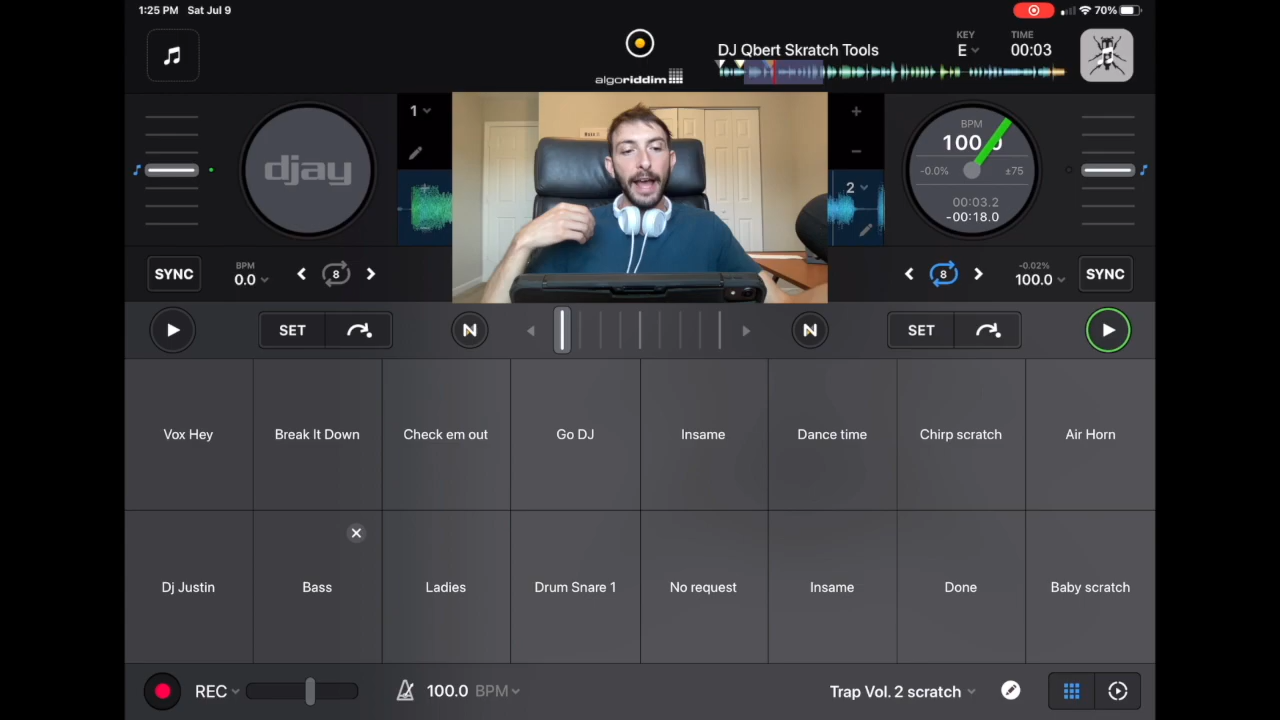 1:25 PM Sat Jul 9
70%
algoriddim
DJ Qbert Skratch Tools
KEY
E
TIME
00:03
djay
1
2
BPM
100.0
-0.0%
±75
00:03.2
-00:18.0
SYNC
BPM
0.0
8
8
-0.02%
100.0
SYNC
SET
N
N
SET
Vox Hey
Break It Down
Check em out
Go DJ
Insame
Dance time
Chirp scratch
Air Horn
Dj Justin
Bass
Ladies
Drum Snare 1
No request
Insame
Done
Baby scratch
REC
100.0 BPM
Trap Vol. 2 scratch